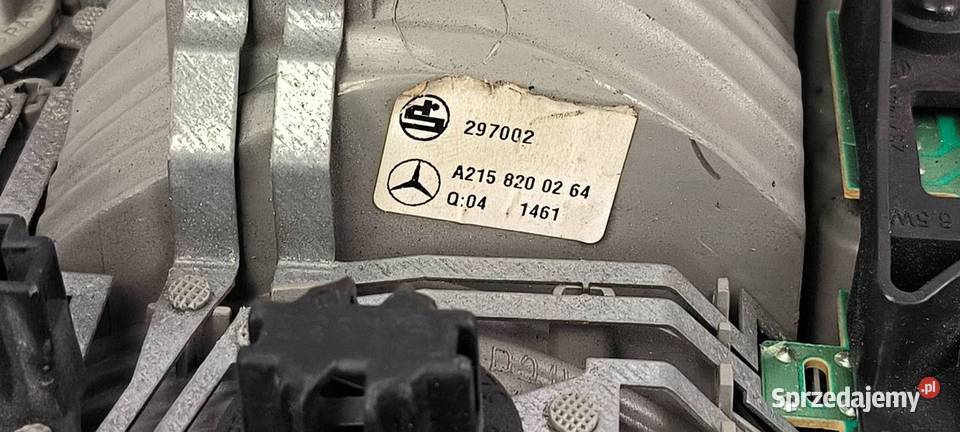 297002
A215 820 02 64
Q:04 1461
Sprzedajemy.pl